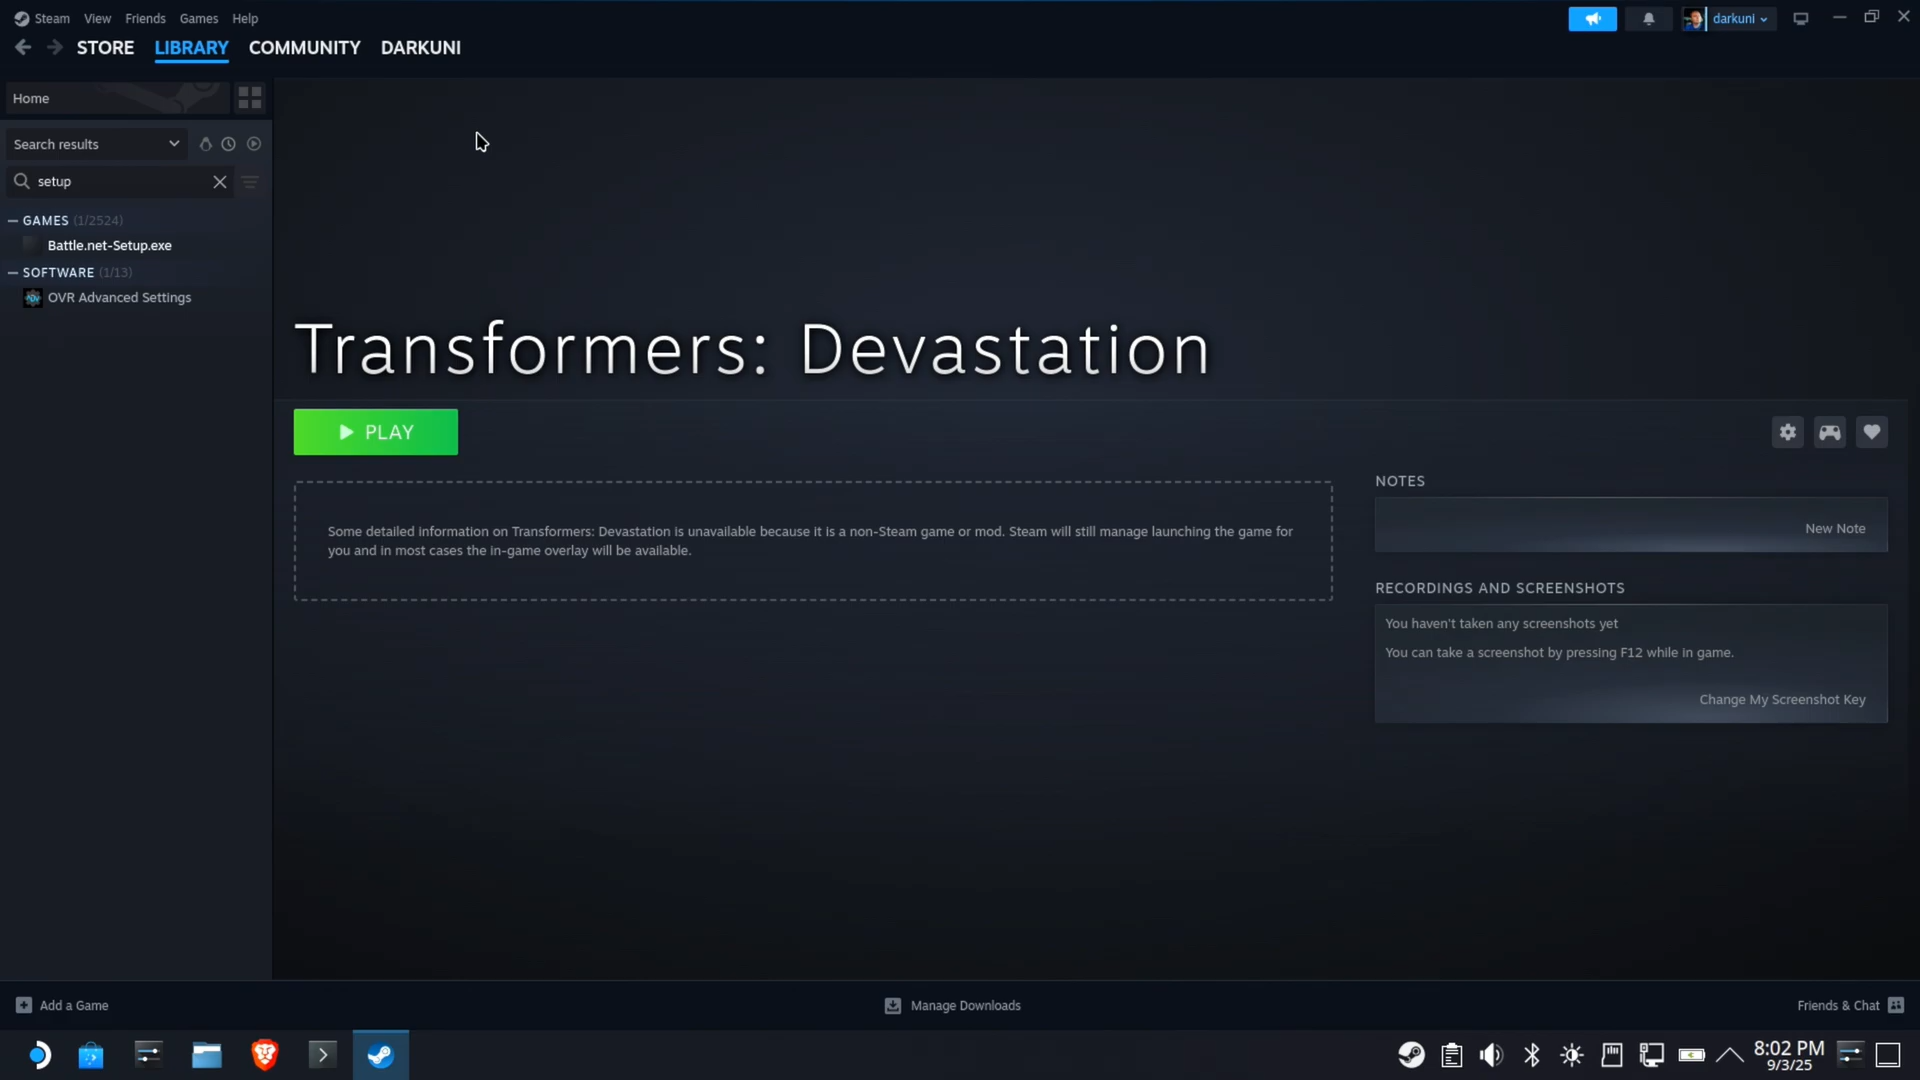 Steam View Friends Games Help
darkuni
STORE LIBRARY COMMUNITY DARKUNI
Home
Search results
setup
GAMES (1/2524)
Battle.net-Setup.exe
SOFTWARE (1/13)
OVR Advanced Settings
Transformers: Devastation
PLAY
Some detailed information on Transformers: Devastation is unavailable because it is a non-Steam game or mod. Steam will still manage launching the game for
you and in most cases the in-game overlay will be available.
NOTES
New Note
RECORDINGS AND SCREENSHOTS
You haven't taken any screenshots yet
You can take a screenshot by pressing F12 while in game.
Change My Screenshot Key
Add a Game
Manage Downloads
Friends & Chat
8:02 PM
9/3/25